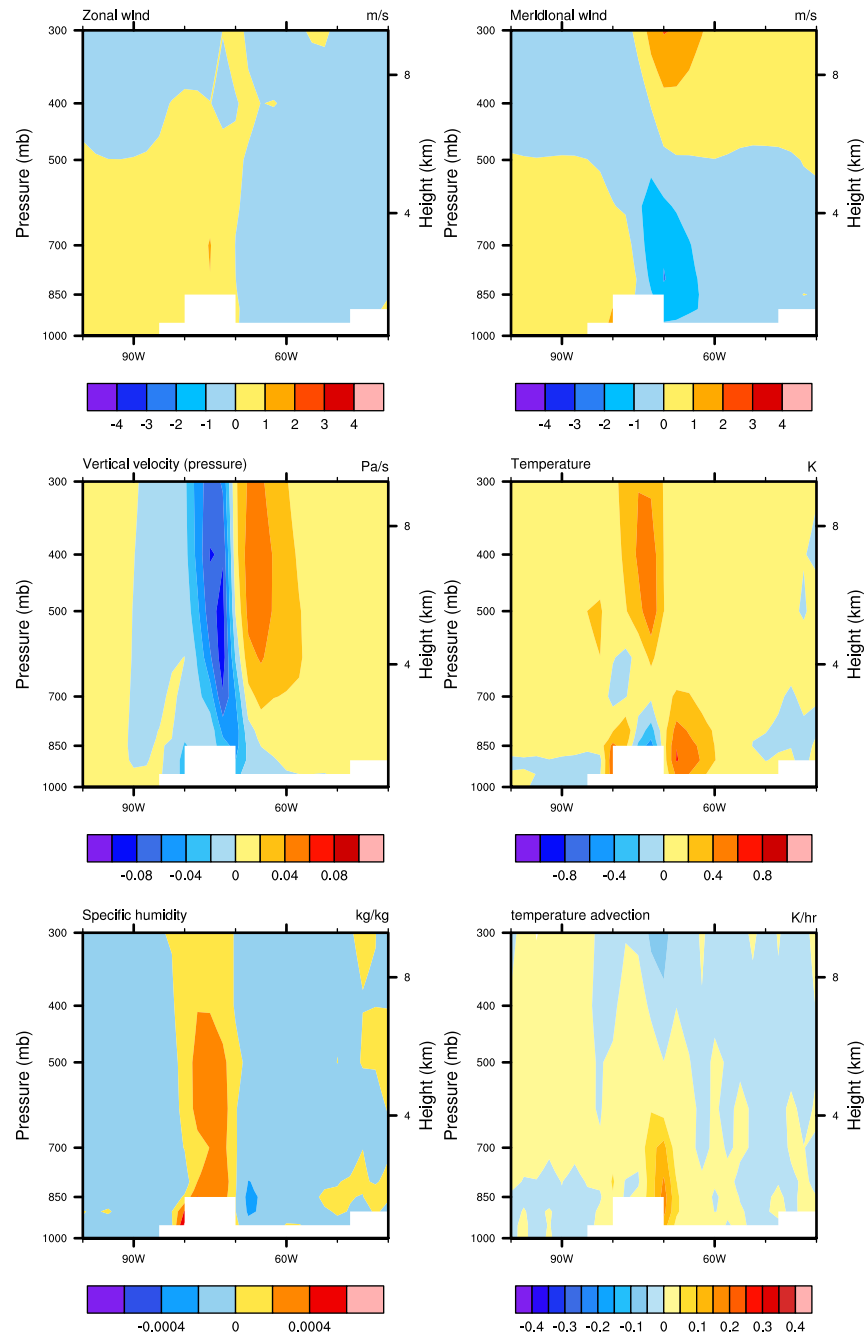 Zonal wind m/s Meridional wind m/s
300 300
400 8 400 8
500 500
Pressure (mb) Height (km) Pressure (mb) Height (km)
4 4
700 700
850 850
1000 1000
90W 60W 90W 60W
-4 -3 -2 -1 0 1 2 3 4 -4 -3 -2 -1 0 1 2 3 4
Vertical velocity (pressure) Pa/s Temperature K
300 300
400 8 400 8
500 500
Pressure (mb) Height (km) Pressure (mb) Height (km)
4 4
700 700
850 850
1000 1000
90W 60W 90W 60W
-0.08 -0.04 0 0.04 0.08 -0.8 -0.4 0 0.4 0.8
Specific humidity kg/kg temperature advection K/hr
300 300
400 8 400 8
500 500
Pressure (mb) Height (km) Pressure (mb) Height (km)
4 4
700 700
850 850
1000 1000
90W 60W 90W 60W
-0.0004 0 0.0004 -0.4 -0.3 -0.2 -0.1 0 0.1 0.2 0.3 0.4